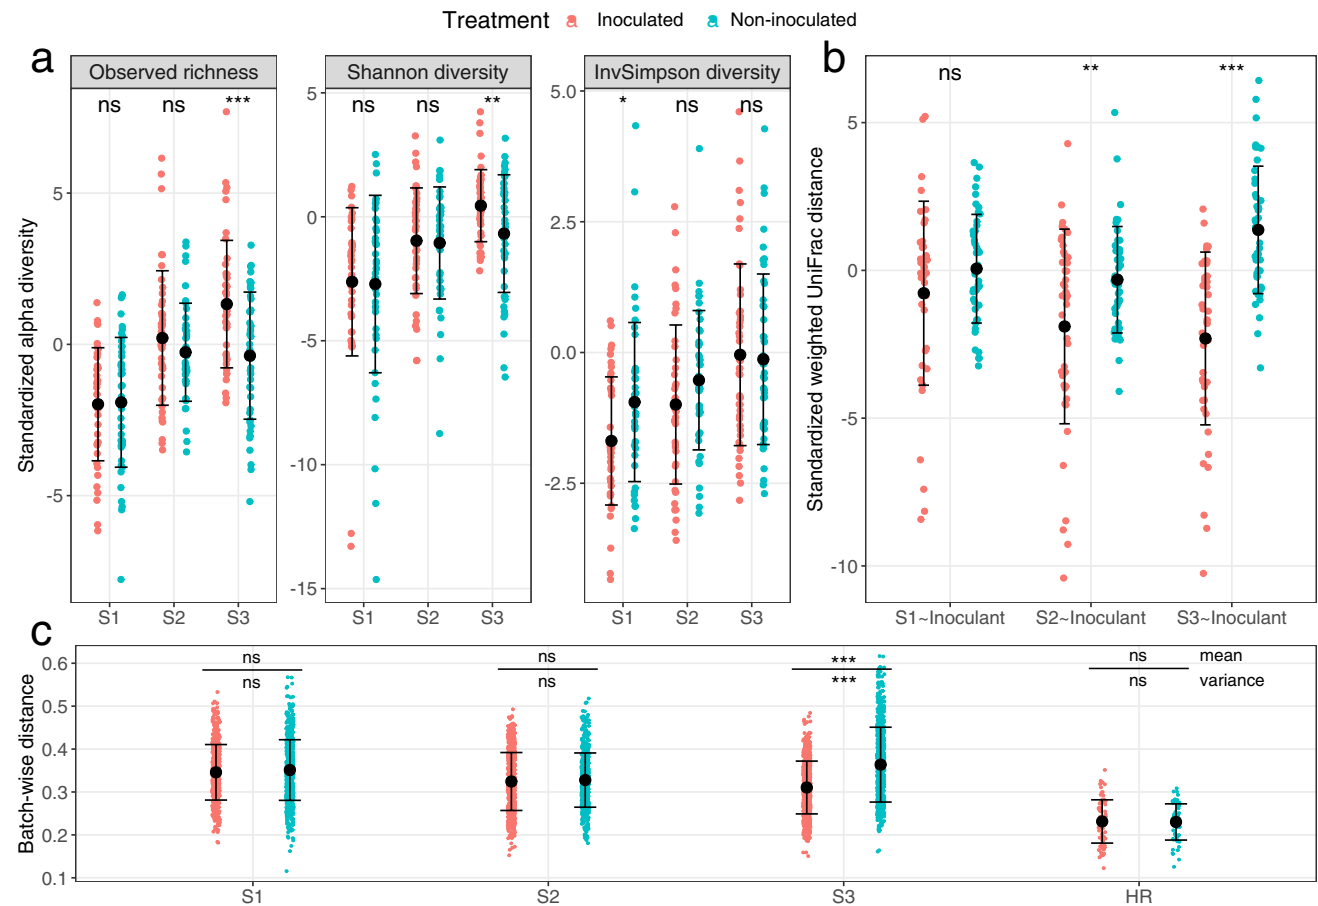 Treatment a Inoculated a Non-inoculated
a
Observed richness
Shannon diversity
InvSimpson diversity
b
Standardized alpha diversity
ns ns ***
5
0
-5
S1 S2 S3
ns ns **
5
0
-5
-10
-15
S1 S2 S3
* ns ns
5.0
2.5
0.0
-2.5
S1 S2 S3
Standardized weighted UniFrac distance
ns ** ***
5
0
-5
-10
S1~Inoculant S2~Inoculant S3~Inoculant
c
Batch-wise distance
0.6
0.5
0.4
0.3
0.2
0.1
ns ns *** ns mean
ns ns *** ns variance
S1 S2 S3 HR